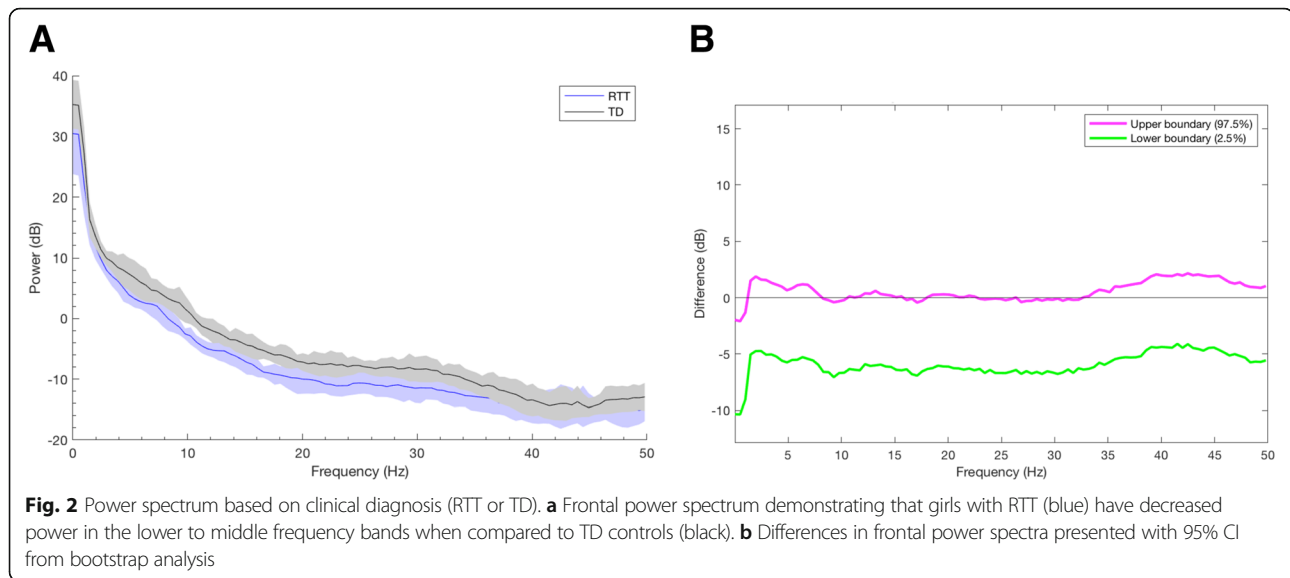 A
B
40
30
20
10
0
-10
-20
Power (dB)
RTT
TD
0
10
20
30
40
50
Frequency (Hz)
15
10
5
0
-5
-10
Difference (dB)
Upper boundary (97.5%)
Lower boundary (2.5%)
5
10
15
20
25
30
35
40
45
50
Frequency (Hz)
Fig. 2 Power spectrum based on clinical diagnosis (RTT or TD). a Frontal power spectrum demonstrating that girls with RTT (blue) have decreased
power in the lower to middle frequency bands when compared to TD controls (black). b Differences in frontal power spectra presented with 95% CI
from bootstrap analysis